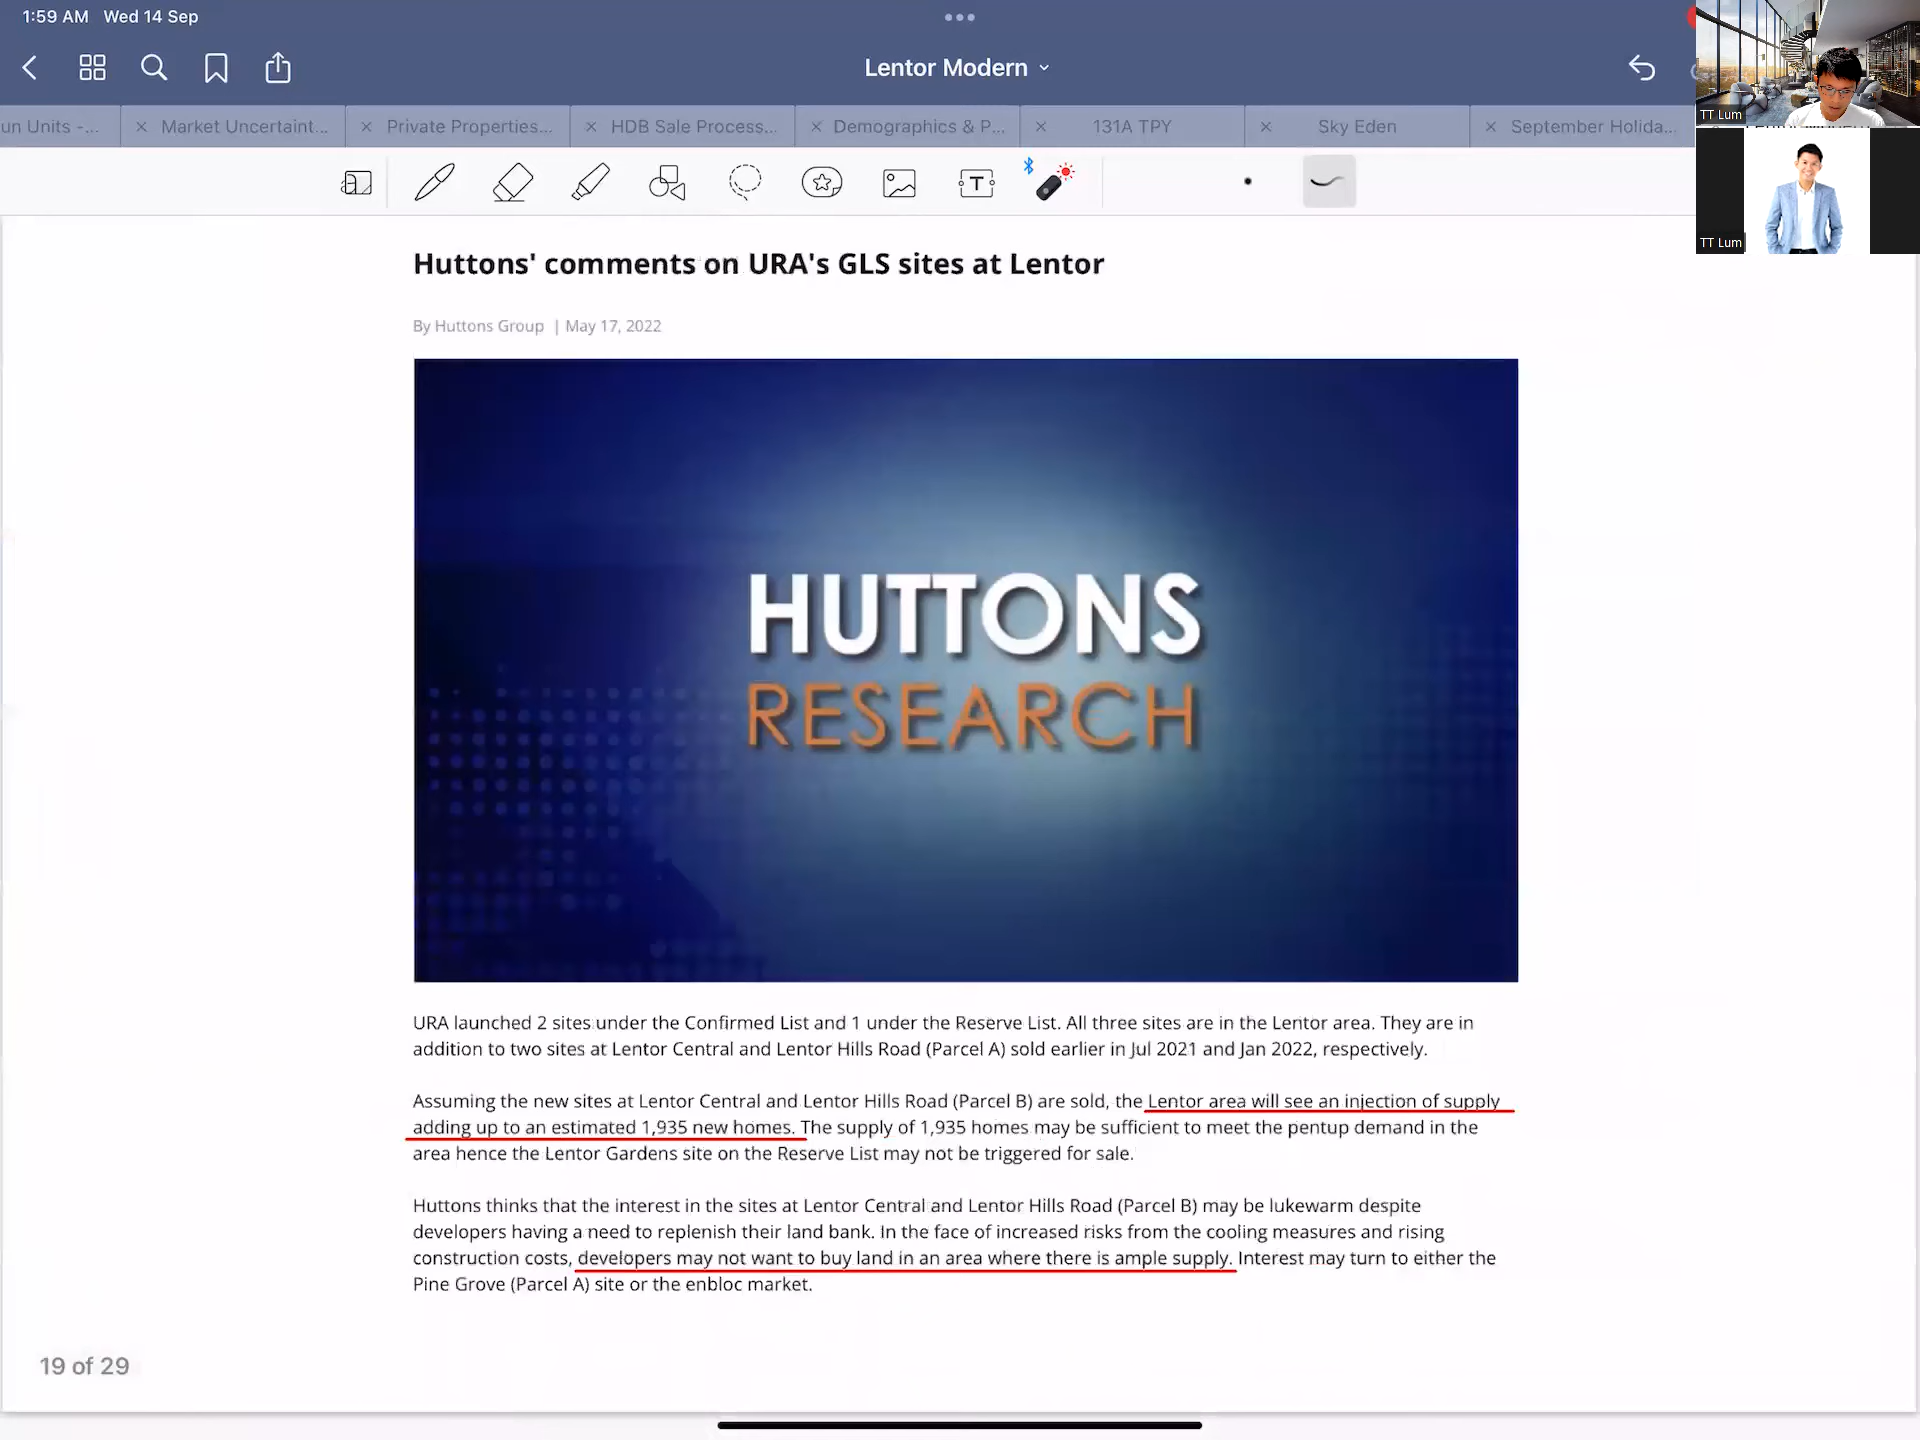 1:59 AM Wed 14 Sep
Lentor Modern
un Units -...
Market Uncertaint...
Private Properties...
HDB Sale Process...
Demographics & P...
131A TPY
Sky Eden
September Holida...
TT Lum
TT Lum
T
Huttons' comments on URA's GLS sites at Lentor
By Huttons Group | May 17, 2022
HUTTONS
RESEARCH
URA launched 2 sites under the Confirmed List and 1 under the Reserve List. All three sites are in the Lentor area. They are in
addition to two sites at Lentor Central and Lentor Hills Road (Parcel A) sold earlier in Jul 2021 and Jan 2022, respectively.
Assuming the new sites at Lentor Central and Lentor Hills Road (Parcel B) are sold, the Lentor area will see an injection of supply
adding up to an estimated 1,935 new homes. The supply of 1,935 homes may be sufficient to meet the pentup demand in the
area hence the Lentor Gardens site on the Reserve List may not be triggered for sale.
Huttons thinks that the interest in the sites at Lentor Central and Lentor Hills Road (Parcel B) may be lukewarm despite
developers having a need to replenish their land bank. In the face of increased risks from the cooling measures and rising
construction costs, developers may not want to buy land in an area where there is ample supply. Interest may turn to either the
Pine Grove (Parcel A) site or the enbloc market.
19 of 29